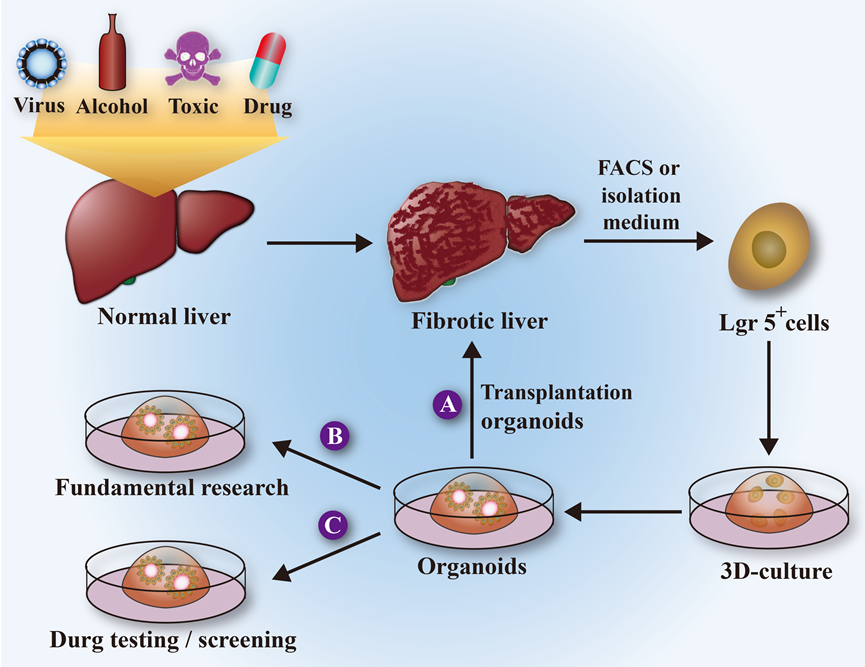 Virus Alcohol Toxic Drug
FACS or
isolation
medium
Normal liver
Fibrotic liver
Lgr 5+cells
A
Transplantation
organoids
B
Fundamental research
C
Organoids
3D-culture
Durg testing / screening